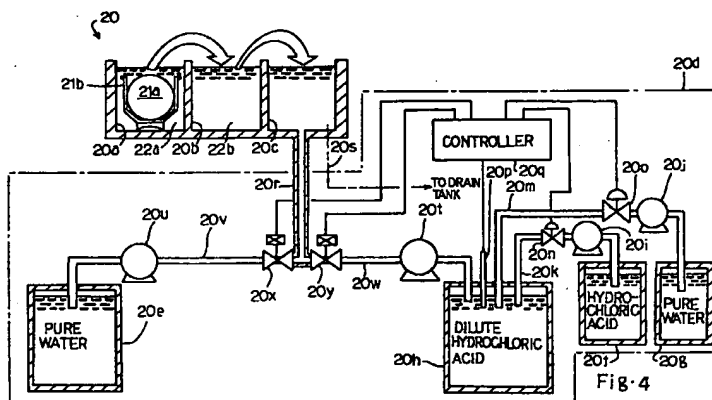 20
20d
21b
21a
CONTROLLER
20a
22a
20b
22b
20c
20s
20p
20q
20m
20o
20j
20r
TO DRAIN
TANK
20u
20v
20t
20n
20i
20x
20y
20w
20k
PURE
WATER
20e
20h
DILUTE
HYDROCHLORIC
ACID
HYDRO-
CHLORIC
ACID
PURE
WATER
20f
20g
Fig. 4